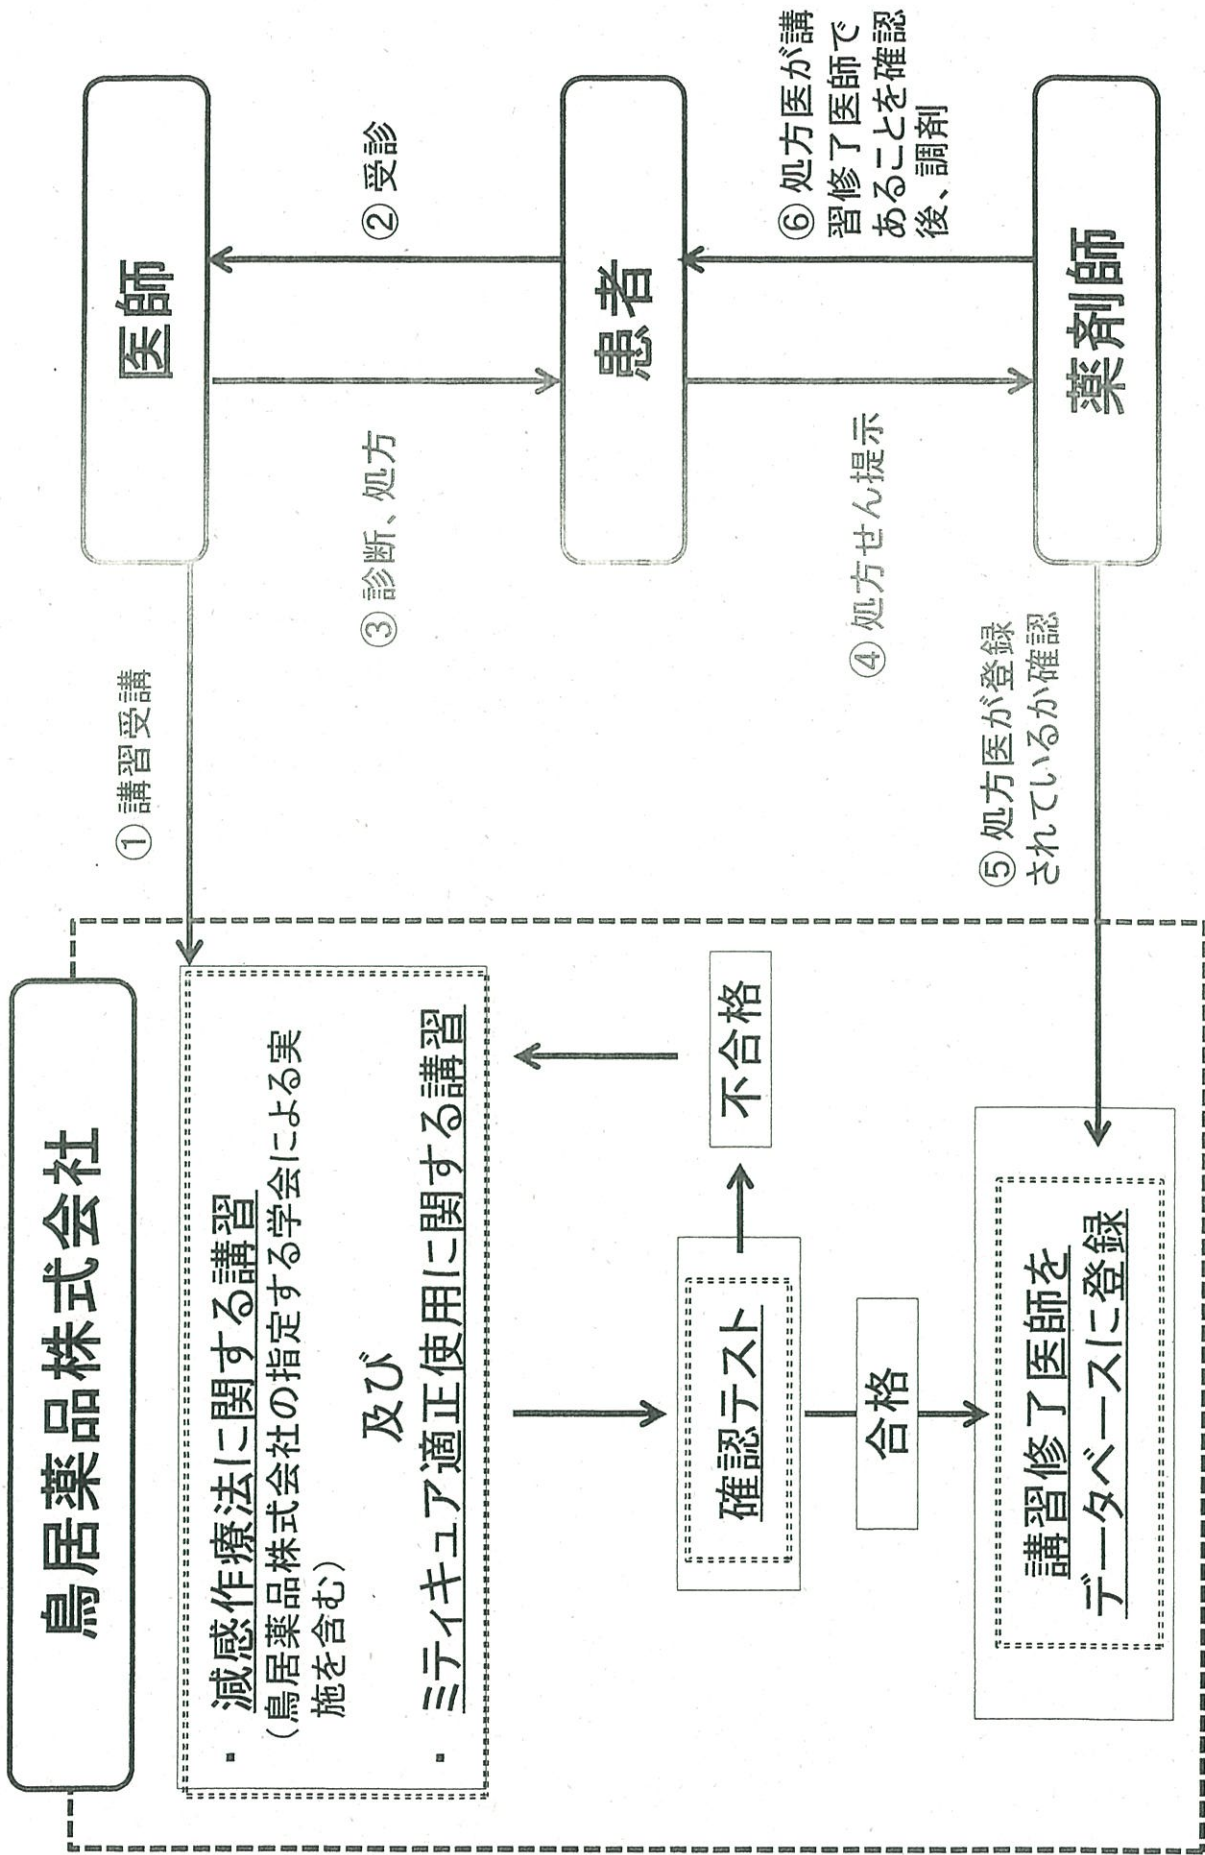 鳥居薬品株式会社
・ 減感作療法に関する講習
(鳥居薬品株式会社の指定する学会による実
施を含む)
及び
・ ミティキュア適正使用に関する講習
確認テスト
不合格
合格
講習修了医師を
データベースに登録
① 講習受講
医師
② 受診
③ 診断、処方
患者
④ 処方せん提示
⑤ 処方医が登録
されているか確認
⑥ 処方医が講
習修了医師で
あることを確認
後、調剤
薬剤師